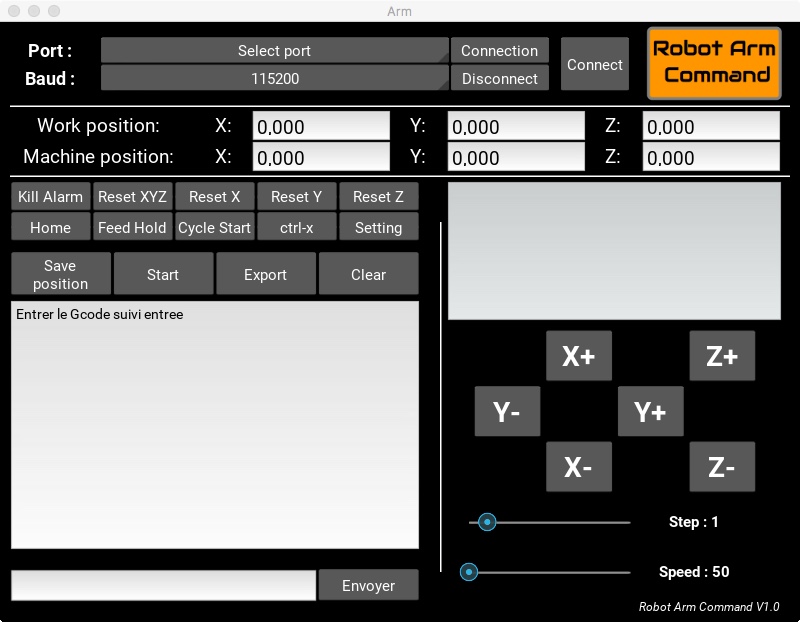 Arm
Port : Select port Connection
Baud : 115200 Disconnect
Connect
Robot Arm
Command
Work position: X: 0,000 Y: 0,000 Z: 0,000
Machine position: X: 0,000 Y: 0,000 Z: 0,000
Kill Alarm Reset XYZ Reset X Reset Y Reset Z
Home Feed Hold Cycle Start ctrl-x Setting
Save
position
Start Export Clear
Entrer le Gcode suivi entree
X+ Z+
Y- Y+
X- Z-
Step : 1
Speed : 50
Envoyer
Robot Arm Command V1.0